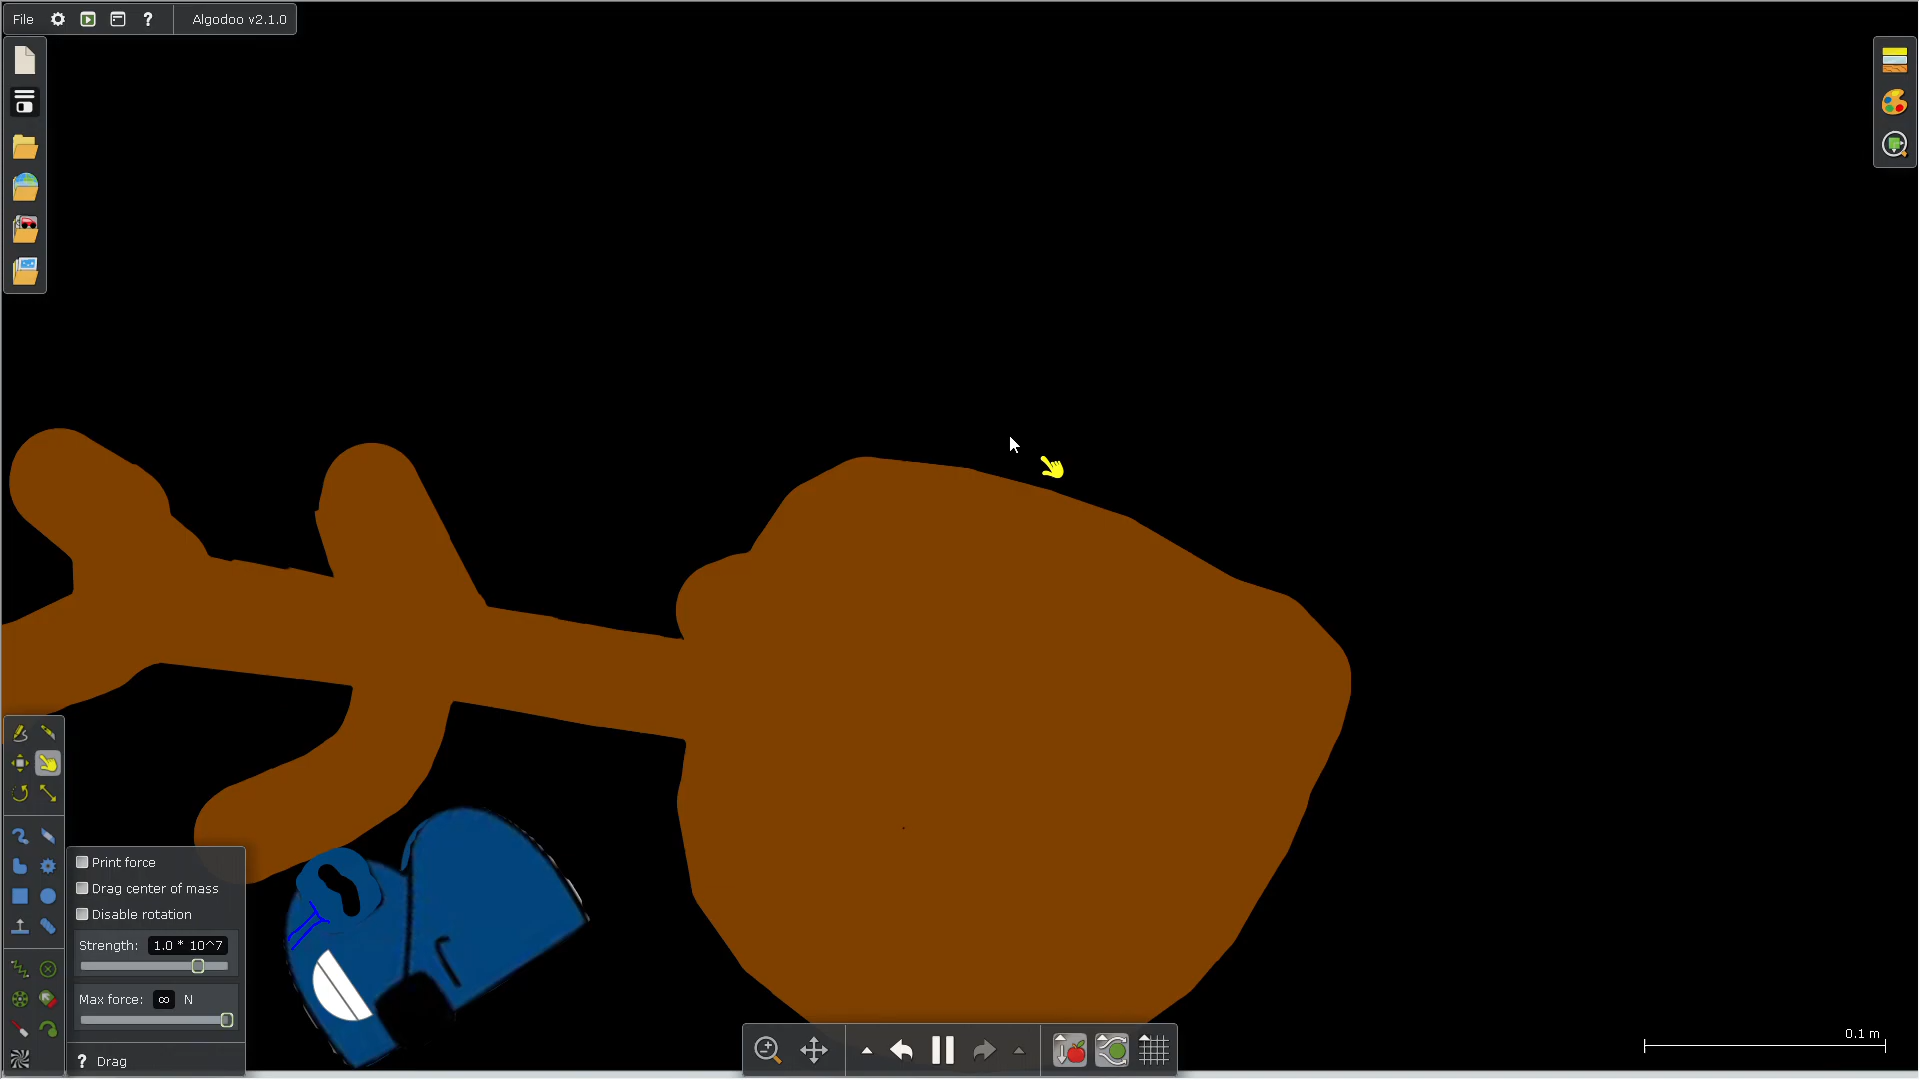 File ? Algodoo v2.1.0
Print force
Drag center of mass
Disable rotation
Strength: 1.0 * 10^7
Max force: ∞ N
? Drag
0.1 m